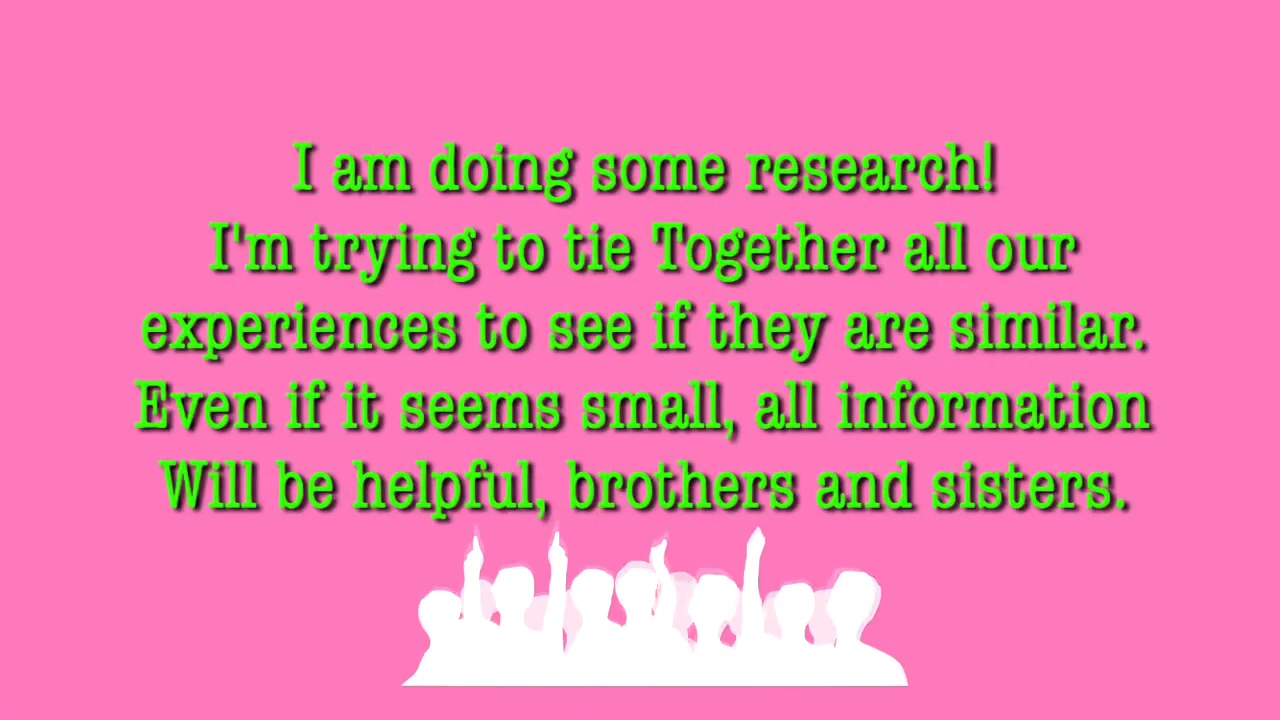 I am doing some research!
I'm trying to tie Together all our
experiences to see if they are similar.
Even if it seems small, all information
Will be helpful, brothers and sisters.